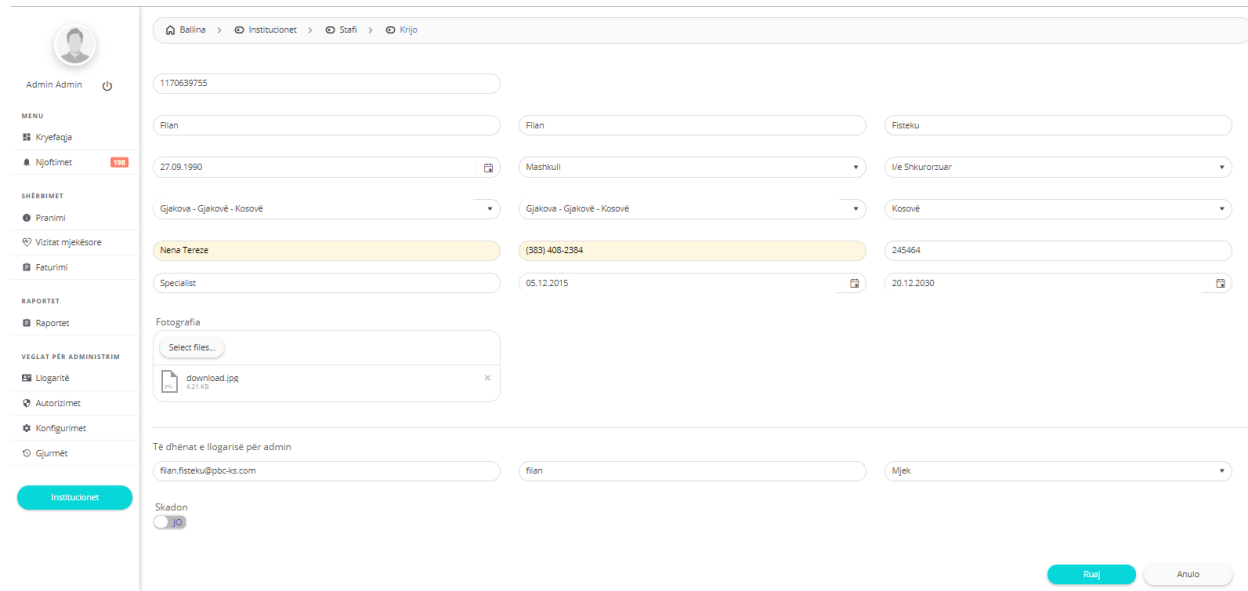 Ballina > Institucionet > Stafi > Krijo
Admin Admin
MENU
Kryefaqja
Njoftimet 198
SHËRBIMET
Pranimi
Vizitat mjekësore
Faturimi
RAPORTET
Raportet
VEGLAT PËR ADMINISTRIM
Llogaritë
Autorizimet
Konfigurimet
Gjurmët
Institucionet
1170639755
Filan Filan Fisteku
27.09.1990 Mashkull I/e Shkurorzuar
Gjakova - Gjakovë - Kosovë Gjakova - Gjakovë - Kosovë Kosovë
Nena Tereze (383) 408-2384 245464
Specialist 05.12.2015 20.12.2030
Fotografia
Select files...
JPG download.jpg
4.21 KB
Të dhënat e llogarisë për admin
filan.fisteku@pbc-ks.com filan Mjek
Skadon
JO
Ruaj Anulo